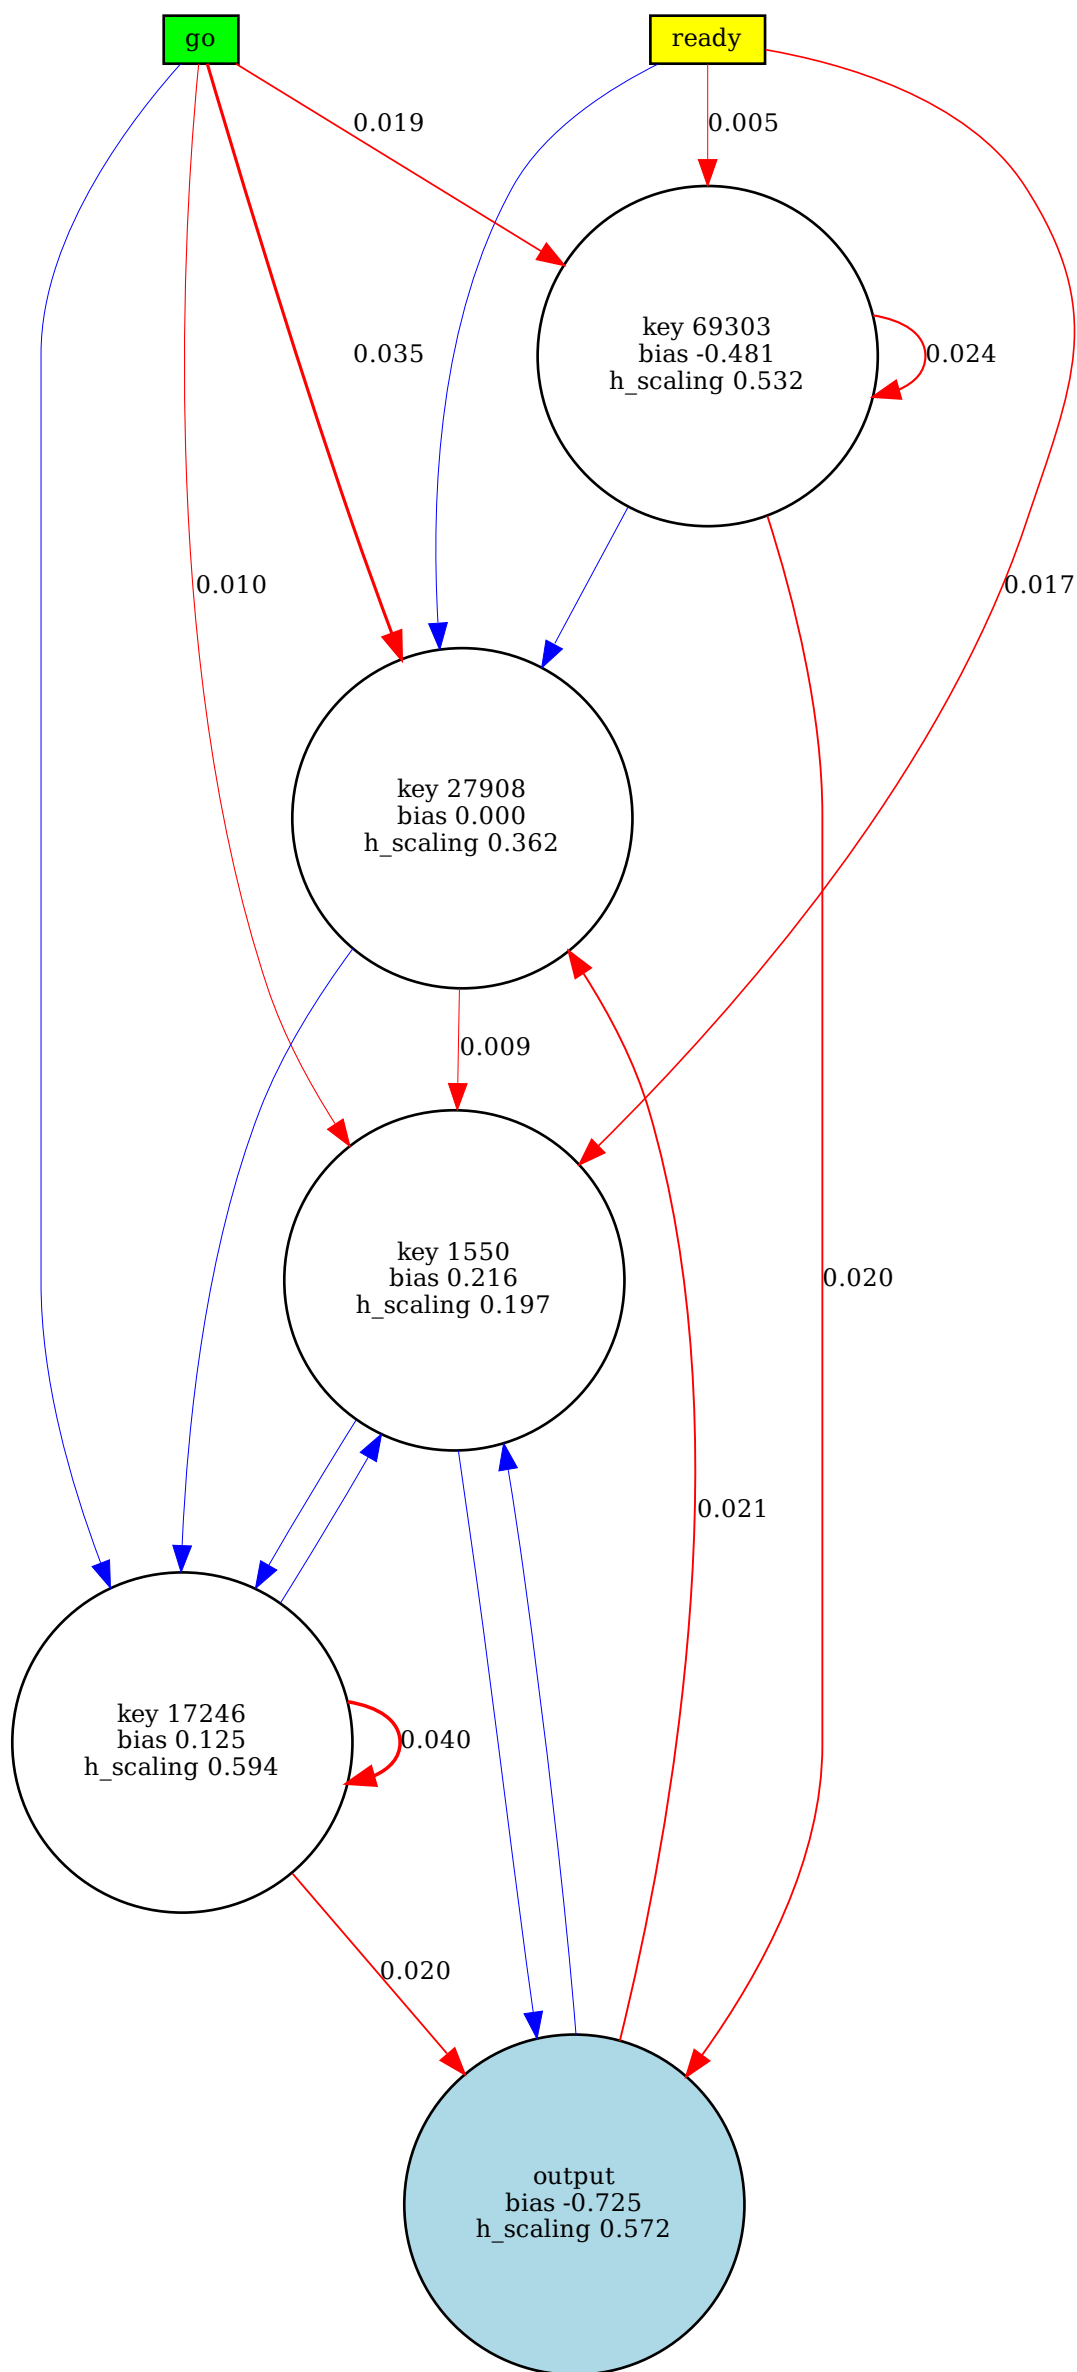 go
ready
0.019
0.005
key 69303
bias -0.481
h_scaling 0.532
0.035
0.024
0.010
0.017
key 27908
bias 0.000
h_scaling 0.362
0.009
key 1550
bias 0.216
h_scaling 0.197
0.020
0.021
key 17246
bias 0.125
h_scaling 0.594
0.040
0.020
output
bias -0.725
h_scaling 0.572